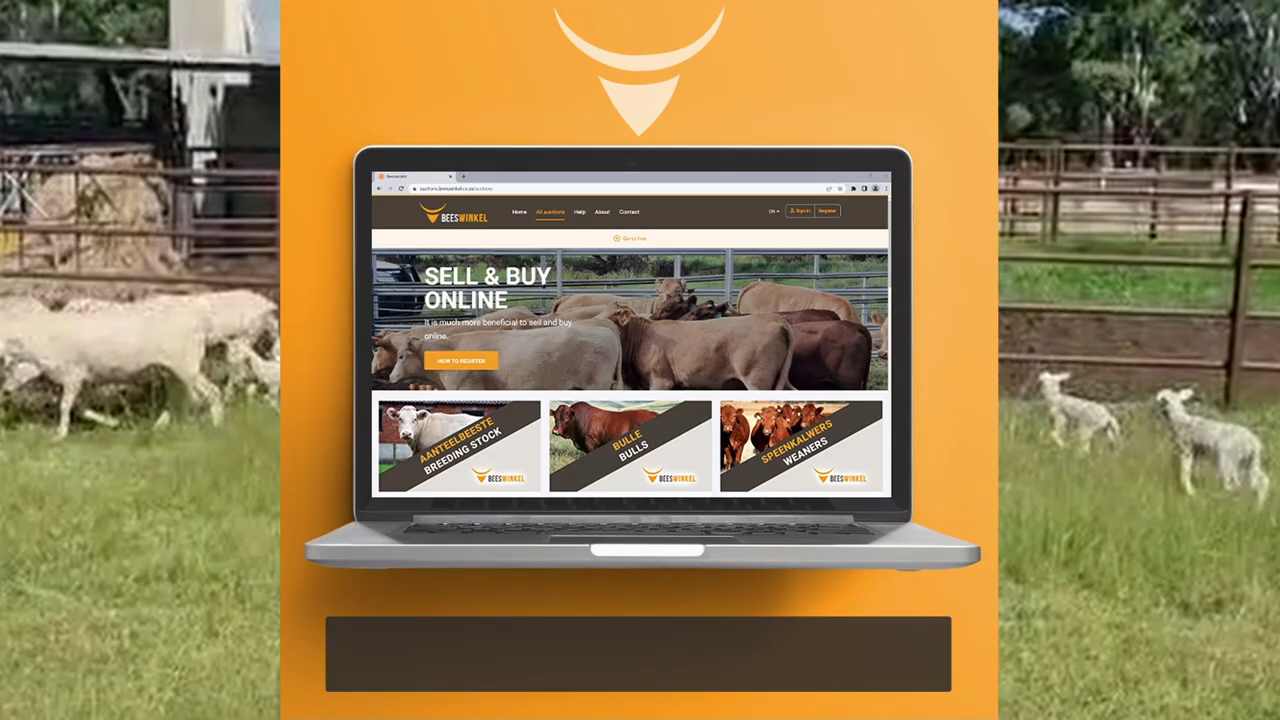 BEESWINKEL
Home All auctions Help About Contact
EN
Sign in Register
Go to live
SELL & BUY
ONLINE
It is much more beneficial to sell and buy
online.
HOW TO REGISTER
AANTEELBEESTE
BREEDING STOCK
BEESWINKEL
BULLE
BULLS
BEESWINKEL
SPEENKALWERS
WEANERS
BEESWINKEL